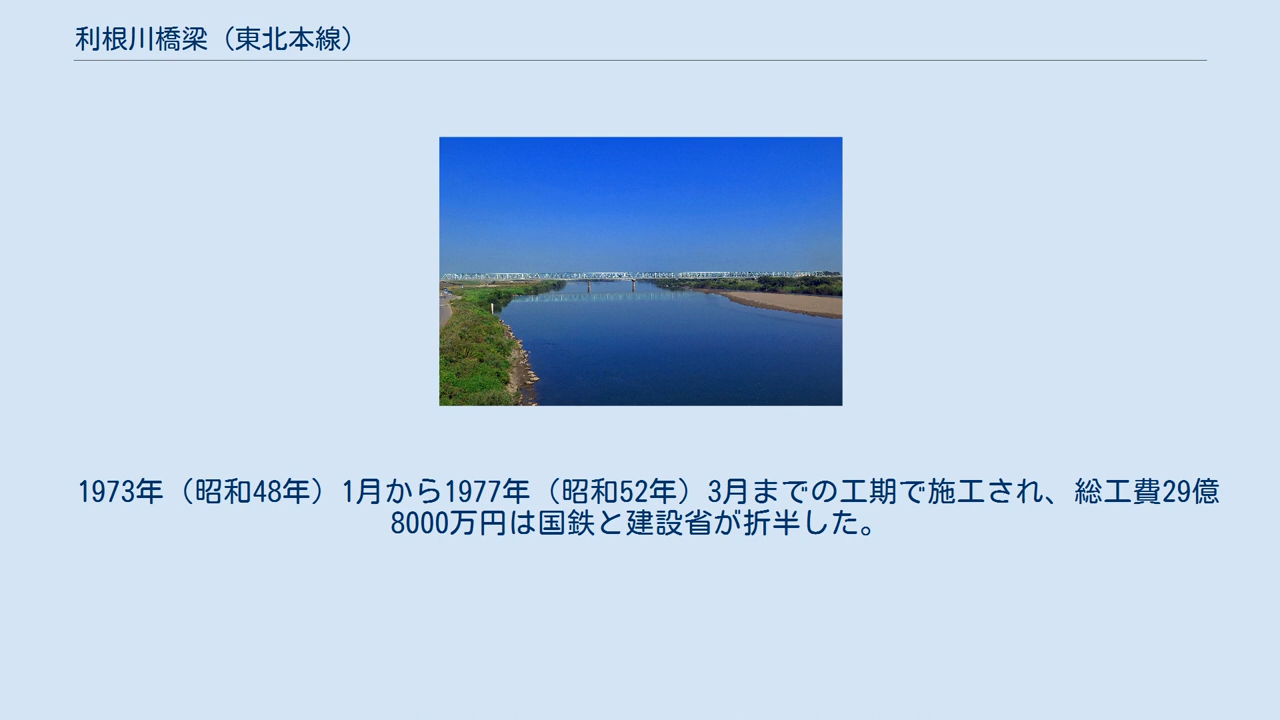 利根川橋梁（東北本線）
1973年（昭和48年）1月から1977年（昭和52年）3月までの工期で施工され、総工費29億
8000万円は国鉄と建設省が折半した。